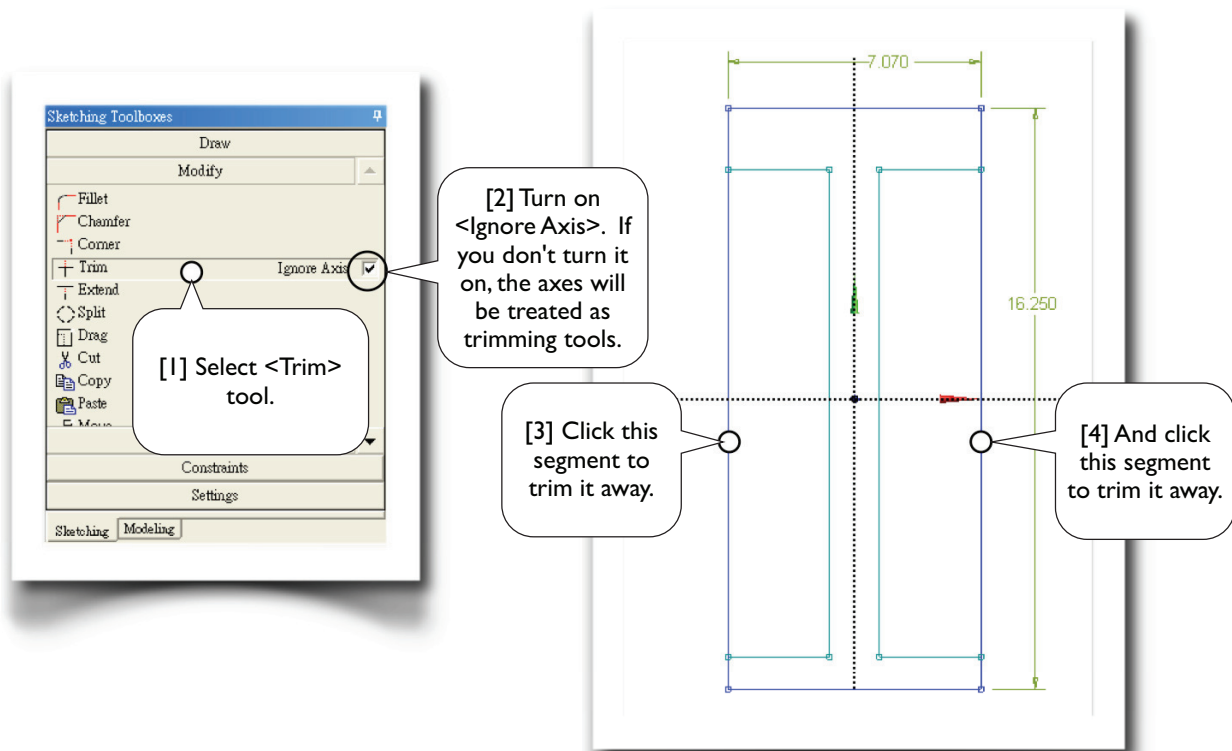 Sketching Toolboxes
Draw
Modify
Fillet
Chamfer
Corner
Trim
Ignore Axis
Extend
Split
Drag
Cut
Copy
Paste
Constraints
Settings
Sketching
Modeling
[1] Select <Trim>
tool.
[2] Turn on
<Ignore Axis>. If
you don't turn it
on, the axes will
be treated as
trimming tools.
7.070
16.250
[3] Click this
segment to
trim it away.
[4] And click
this segment
to trim it away.